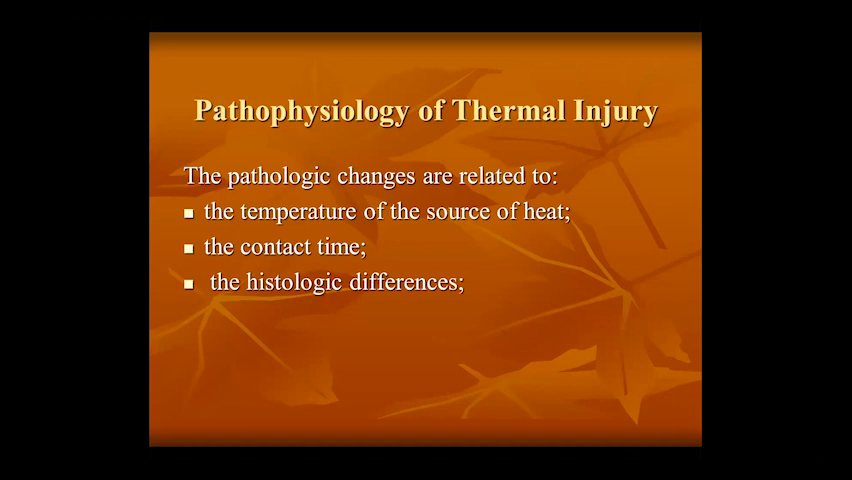 Pathophysiology of Thermal Injury
The pathologic changes are related to:
the temperature of the source of heat;
the contact time;
the histologic differences;